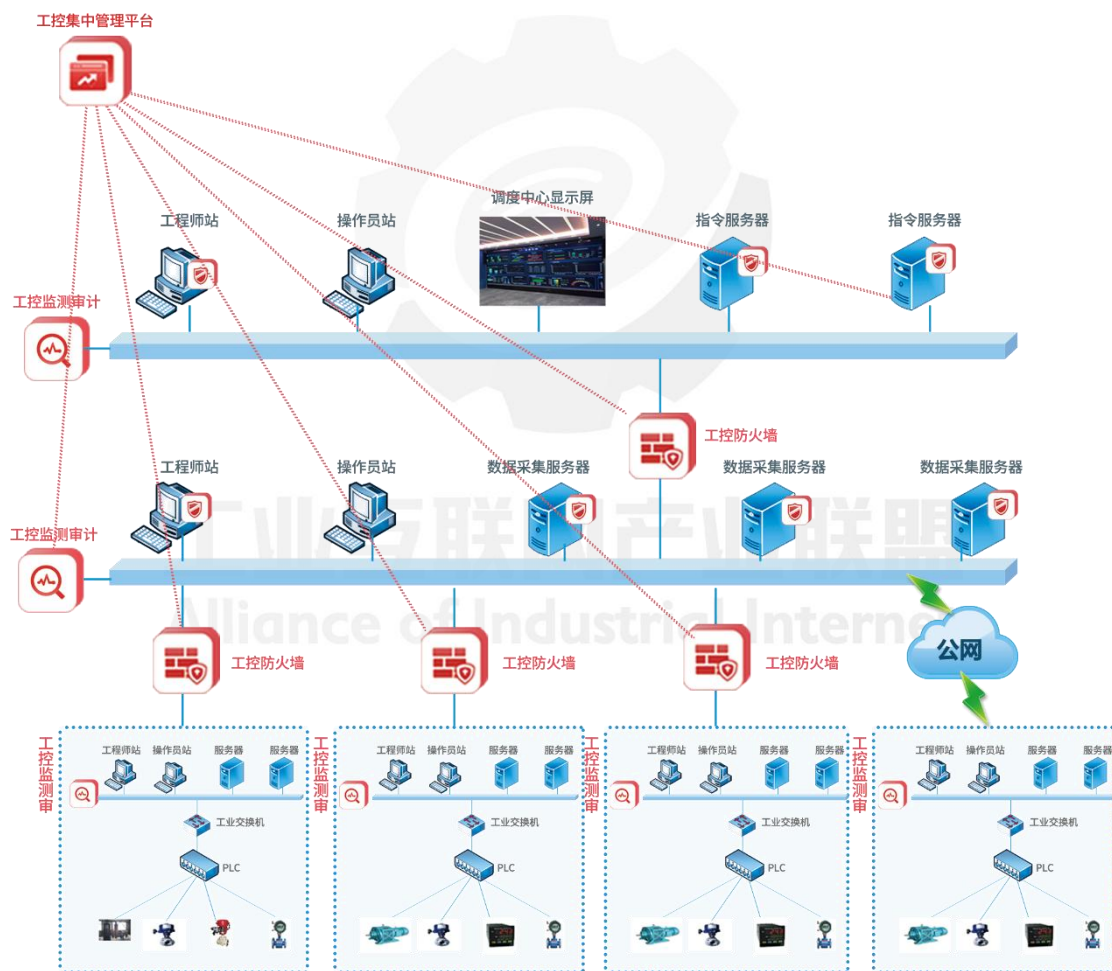 工控集中管理平台
调度中心显示屏
工程师站
操作员站
指令服务器
指令服务器
工控监测审计
工控防火墙
工程师站
操作员站
数据采集服务器
数据采集服务器
数据采集服务器
工控监测审计
工业互联网产业联盟
Alliance of Industrial Internet
工控防火墙
工控防火墙
工控防火墙
公网
工控监测审
工程师站
操作员站
服务器
服务器
工业交换机
PLC
工控监测审
工程师站
操作员站
服务器
服务器
工业交换机
PLC
工控监测审
工程师站
操作员站
服务器
服务器
工业交换机
PLC
工控监测审
工程师站
操作员站
服务器
服务器
工业交换机
PLC